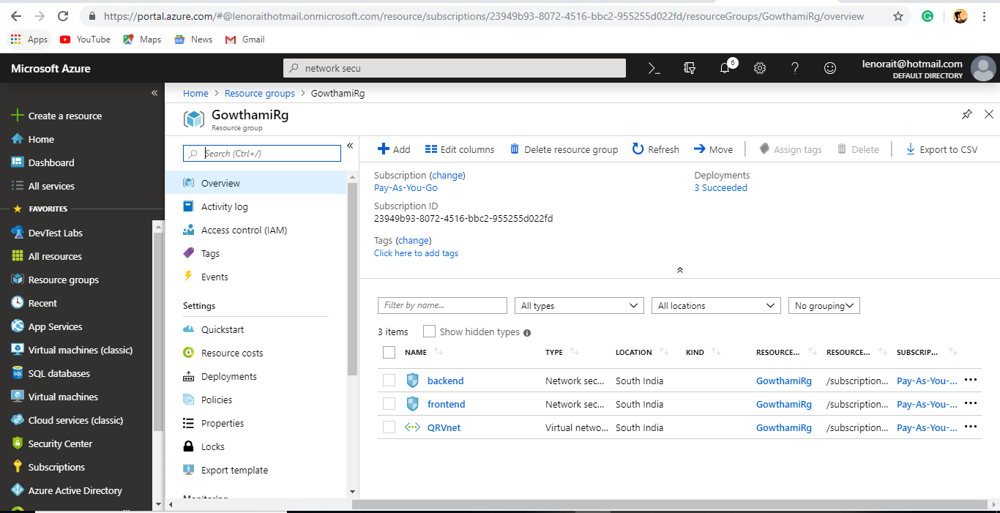 https://portal.azure.com/#@lenoraithotmail.onmicrosoft.com/resource/subscriptions/23949b93-8072-4516-bbc2-955255d022fd/resourceGroups/GowthamiRg/overview
Apps YouTube Maps News Gmail
Microsoft Azure
network secu
6
lenorait@hotmail.com
DEFAULT DIRECTORY
Create a resource
Home
Dashboard
All services
FAVORITES
DevTest Labs
All resources
Resource groups
Recent
App Services
Virtual machines (classic)
SQL databases
Virtual machines
Cloud services (classic)
Security Center
Subscriptions
Azure Active Directory
Home > Resource groups > GowthamiRg
GowthamiRg
Resource group
Search (Ctrl+/)
Overview
Activity log
Access control (IAM)
Tags
Events
Settings
Quickstart
Resource costs
Deployments
Policies
Properties
Locks
Export template
Monitoring
Add Edit columns Delete resource group Refresh Move Assign tags Delete Export to CSV
Subscription (change)
Pay-As-You-Go
Deployments
3 Succeeded
Subscription ID
23949b93-8072-4516-bbc2-955255d022fd
Tags (change)
Click here to add tags
Filter by name... All types All locations No grouping
3 items Show hidden types
NAME TYPE LOCATION KIND RESOURCE... RESOURCE... SUBSCRIP...
backend Network sec... South India GowthamiRg /subscription... Pay-As-You-... •••
frontend Network sec... South India GowthamiRg /subscription... Pay-As-You-... •••
QRVnet Virtual netwo... South India GowthamiRg /subscription... Pay-As-You-... •••